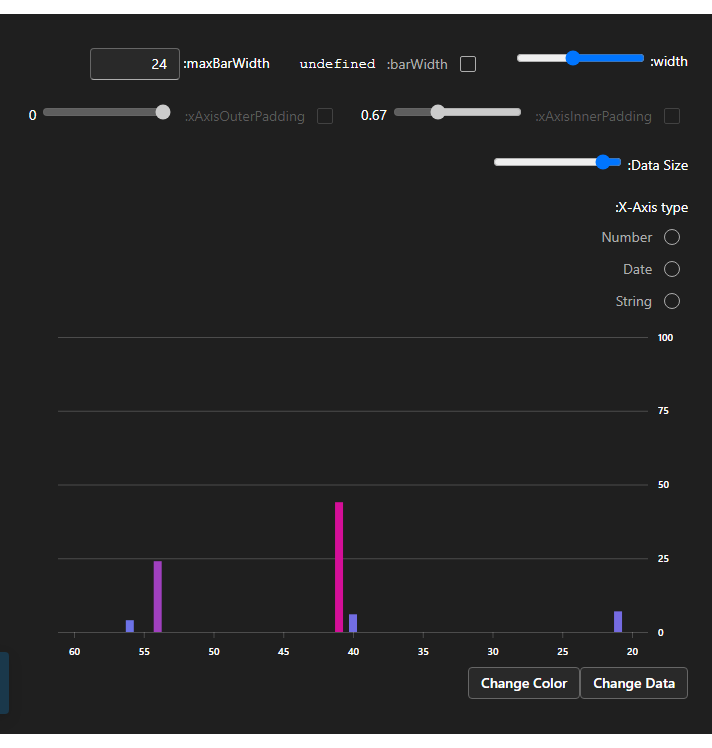 width:
barWidth: undefined
maxBarWidth: 24
xAxisInnerPadding: 0.67
xAxisOuterPadding: 0
Data Size:
X-Axis type:
Number
Date
String
100
75
50
25
0
60 55 50 45 40 35 30 25 20
Change Color Change Data